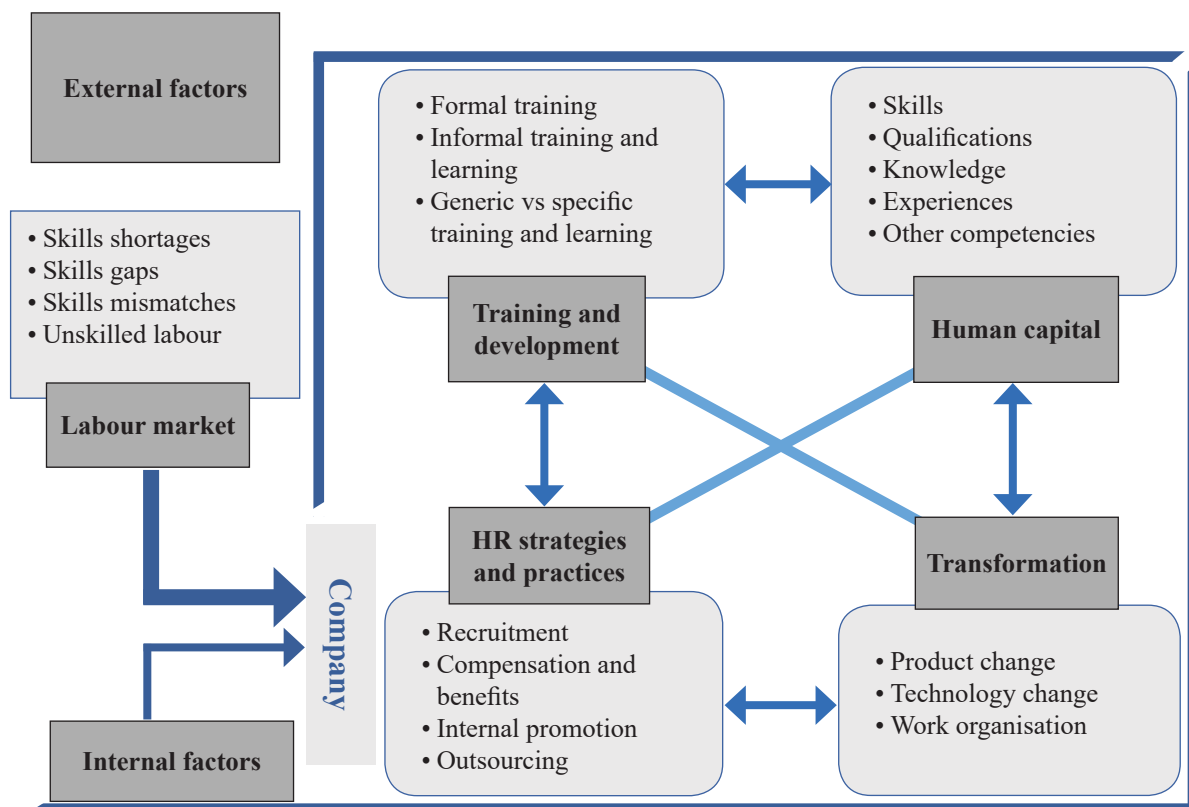 External factors
• Skills shortages
• Skills gaps
• Skills mismatches
• Unskilled labour
Labour market
Internal factors
Company
• Formal training
• Informal training and
learning
• Generic vs specific
training and learning
Training and
development
• Skills
• Qualifications
• Knowledge
• Experiences
• Other competencies
Human capital
HR strategies
and practices
• Recruitment
• Compensation and
benefits
• Internal promotion
• Outsourcing
Transformation
• Product change
• Technology change
• Work organisation